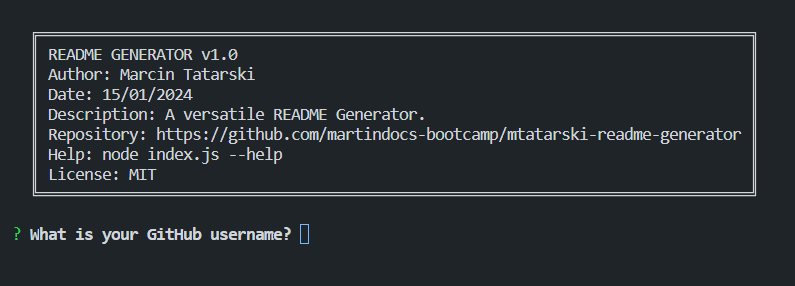 README GENERATOR v1.0
Author: Marcin Tatarski
Date: 15/01/2024
Description: A versatile README Generator.
Repository: https://github.com/martindocs-bootcamp/mtatarski-readme-generator
Help: node index.js --help
License: MIT
? What is your GitHub username?